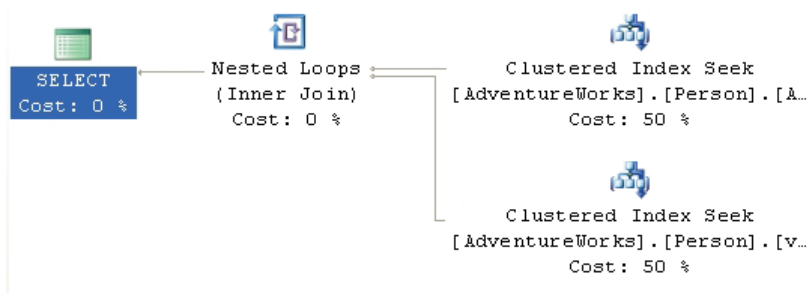 SELECT
Cost: 0 %
Nested Loops
(Inner Join)
Cost: 0 %
Clustered Index Seek
[AdventureWorks].[Person].[A…
Cost: 50 %
Clustered Index Seek
[AdventureWorks].[Person].[v…
Cost: 50 %